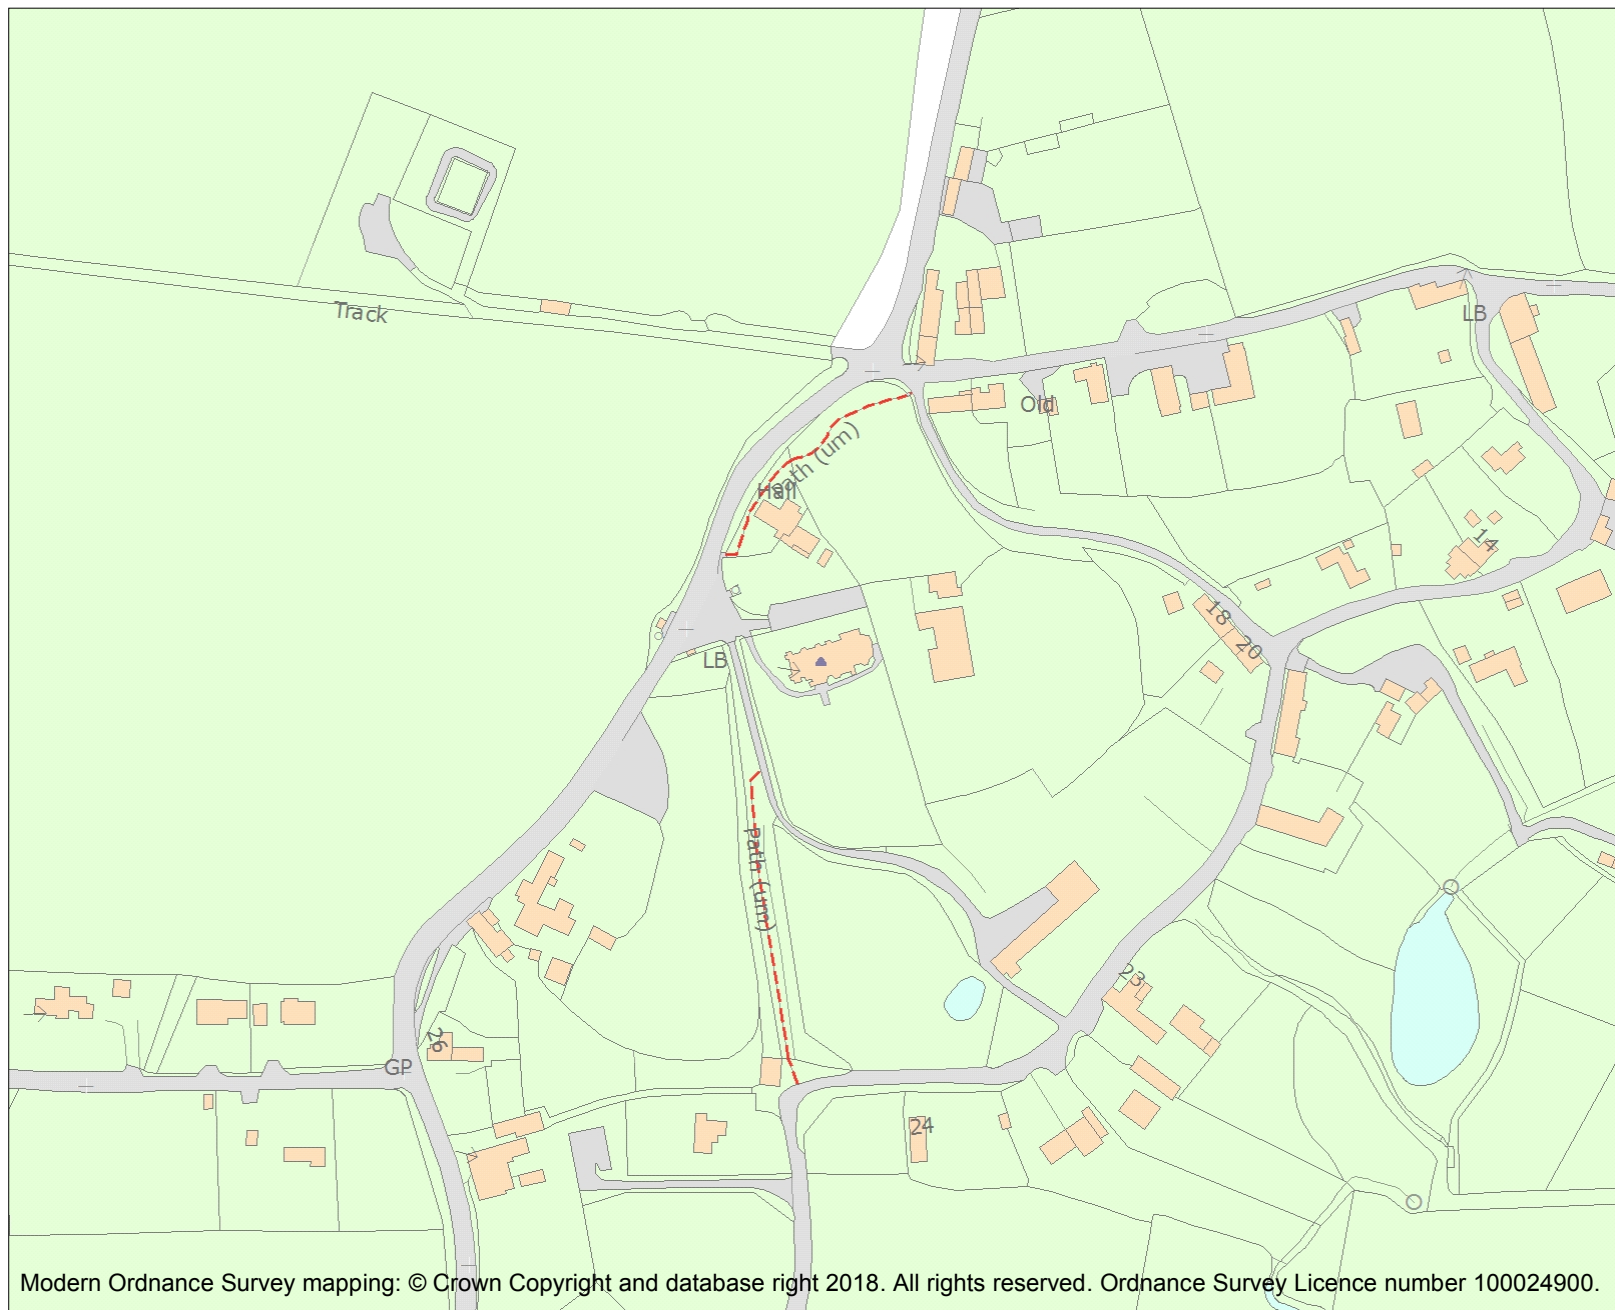 Track
LB
Old
Path (um)
Hall
14
18
20
LB
Path (um)
23
26
GP
24
Modern Ordnance Survey mapping: © Crown Copyright and database right 2018. All rights reserved. Ordnance Survey Licence number 100024900.